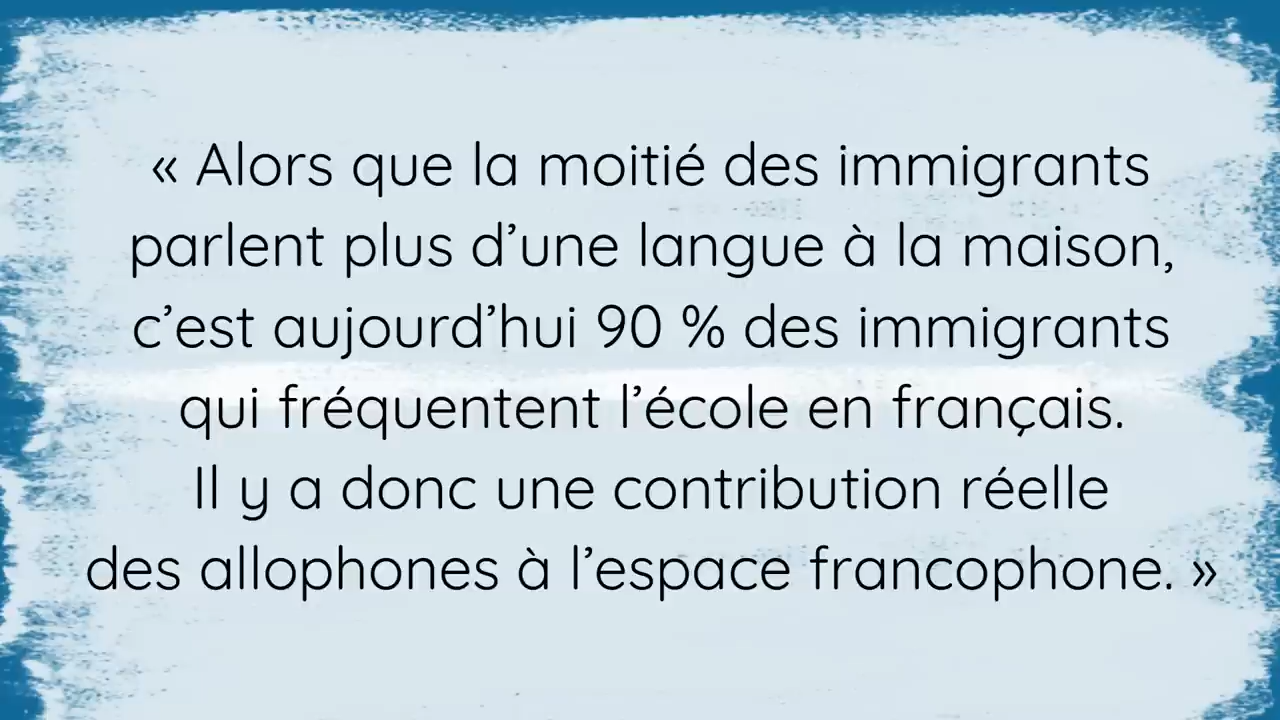 « Alors que la moitié des immigrants
parlent plus d’une langue à la maison,
c’est aujourd’hui 90 % des immigrants
qui fréquentent l’école en français.
Il y a donc une contribution réelle
des allophones à l’espace francophone. »